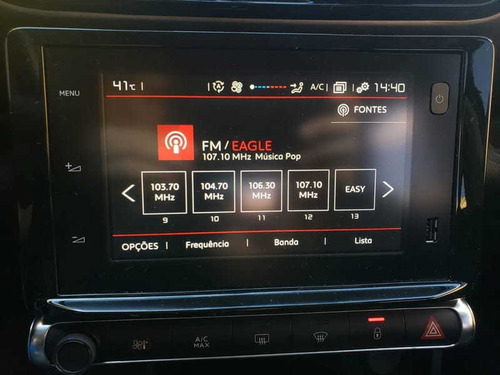 MENU
41°C
A/C
14:40
FONTES
FM / EAGLE
107.10 MHz Música Pop
103.70 MHz
104.70 MHz
106.30 MHz
107.10 MHz
EASY
9 10 11 12 13
OPÇÕES Frequência Banda Lista
A/C MAX